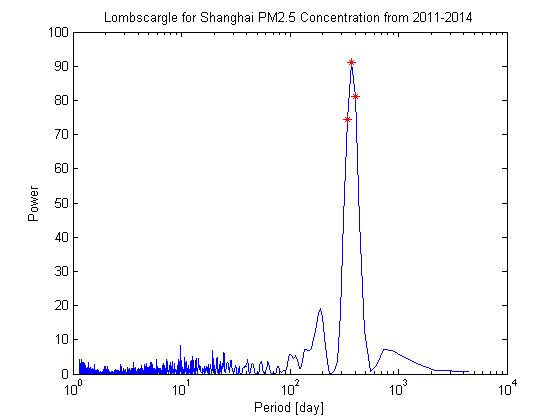 Lombscargle for Shanghai PM2.5 Concentration from 2011-2014
100
90
80
70
60
50
40
30
20
10
0
Power
10^0 10^1 10^2 10^3 10^4
Period [day]